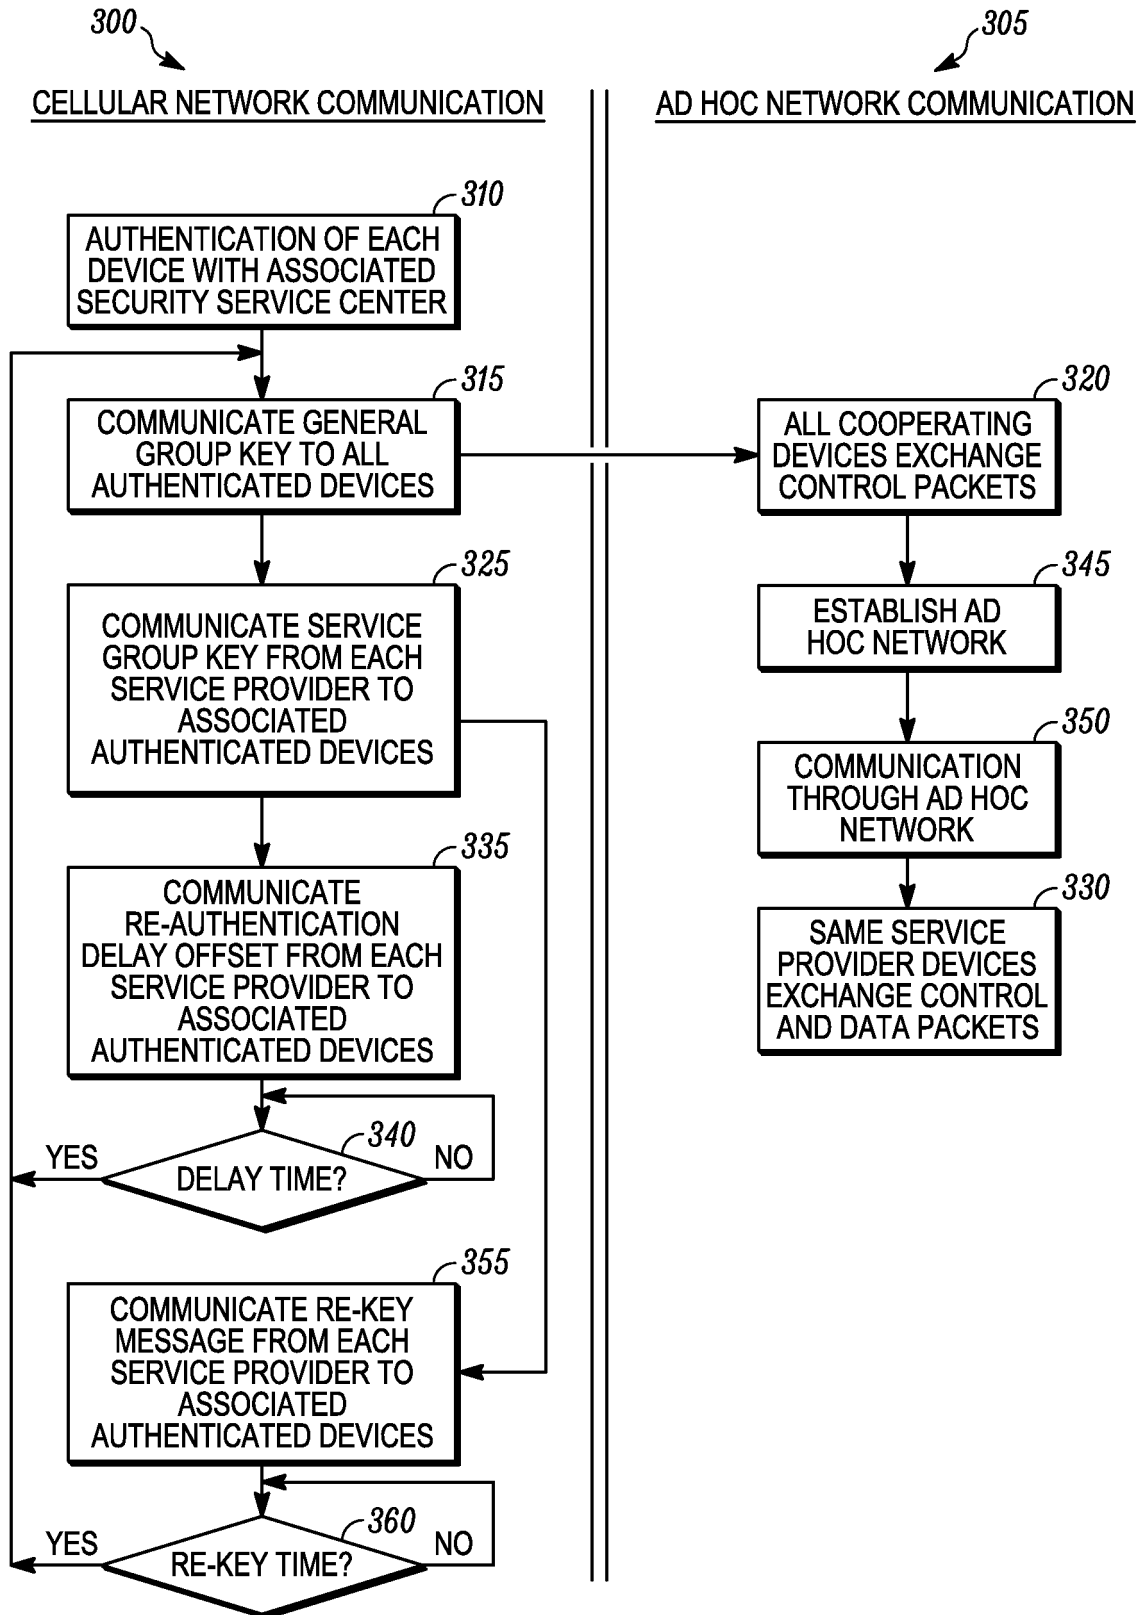 300
CELLULAR NETWORK COMMUNICATION
310
AUTHENTICATION OF EACH
DEVICE WITH ASSOCIATED
SECURITY SERVICE CENTER
315
COMMUNICATE GENERAL
GROUP KEY TO ALL
AUTHENTICATED DEVICES
325
COMMUNICATE SERVICE
GROUP KEY FROM EACH
SERVICE PROVIDER TO
ASSOCIATED
AUTHENTICATED DEVICES
335
COMMUNICATE
RE-AUTHENTICATION
DELAY OFFSET FROM EACH
SERVICE PROVIDER TO
ASSOCIATED
AUTHENTICATED DEVICES
340
YES
DELAY TIME?
NO
355
COMMUNICATE RE-KEY
MESSAGE FROM EACH
SERVICE PROVIDER TO
ASSOCIATED
AUTHENTICATED DEVICES
360
YES
RE-KEY TIME?
NO
305
AD HOC NETWORK COMMUNICATION
320
ALL COOPERATING
DEVICES EXCHANGE
CONTROL PACKETS
345
ESTABLISH AD
HOC NETWORK
350
COMMUNICATION
THROUGH AD HOC
NETWORK
330
SAME SERVICE
PROVIDER DEVICES
EXCHANGE CONTROL
AND DATA PACKETS